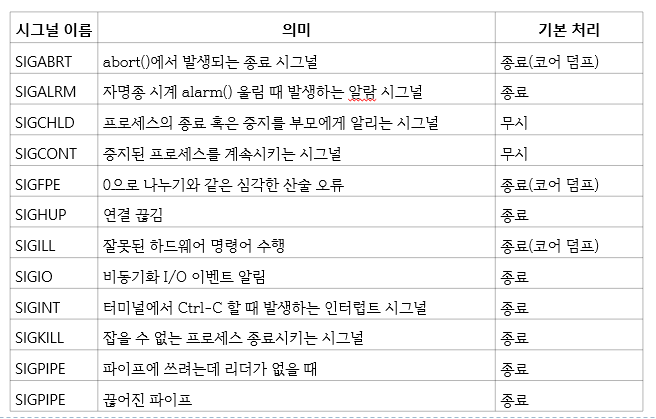 시그널 이름 의미 기본 처리
SIGABRT abort()에서 발생되는 종료 시그널 종료(코어 덤프)
SIGALRM 자명종 시계 alarm() 울림 때 발생하는 알람 시그널 종료
SIGCHLD 프로세스의 종료 혹은 중지를 부모에게 알리는 시그널 무시
SIGCONT 중지된 프로세스를 계속시키는 시그널 무시
SIGFPE 0으로 나누기와 같은 심각한 산술 오류 종료(코어 덤프)
SIGHUP 연결 끊김 종료
SIGILL 잘못된 하드웨어 명령어 수행 종료(코어 덤프)
SIGIO 비동기화 I/O 이벤트 알림 종료
SIGINT 터미널에서 Ctrl-C 할 때 발생하는 인터럽트 시그널 종료
SIGKILL 잡을 수 없는 프로세스 종료시키는 시그널 종료
SIGPIPE 파이프에 쓰려는데 리더가 없을 때 종료
SIGPIPE 끊어진 파이프 종료